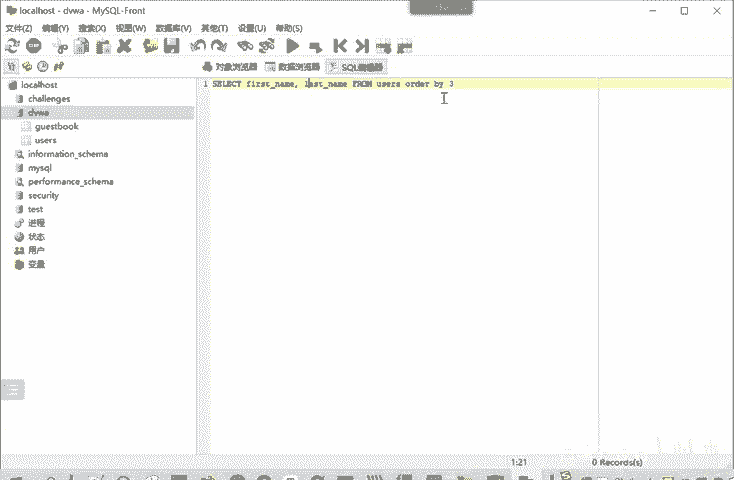 localhost - dvwa - MySQL-Front
文件(Z) 编辑(Y) 搜索(X) 视图(W) 数据库(V) 其他(T) 设置(U) 帮助(S)
对象浏览器 数据浏览器 SQL编辑器
localhost
challenges
dvwa
guestbook
users
information_schema
mysql
performance_schema
security
test
进程
状态
用户
变量
1 SELECT first_name, last_name FROM users order by 3
1:21 0 Records(s)